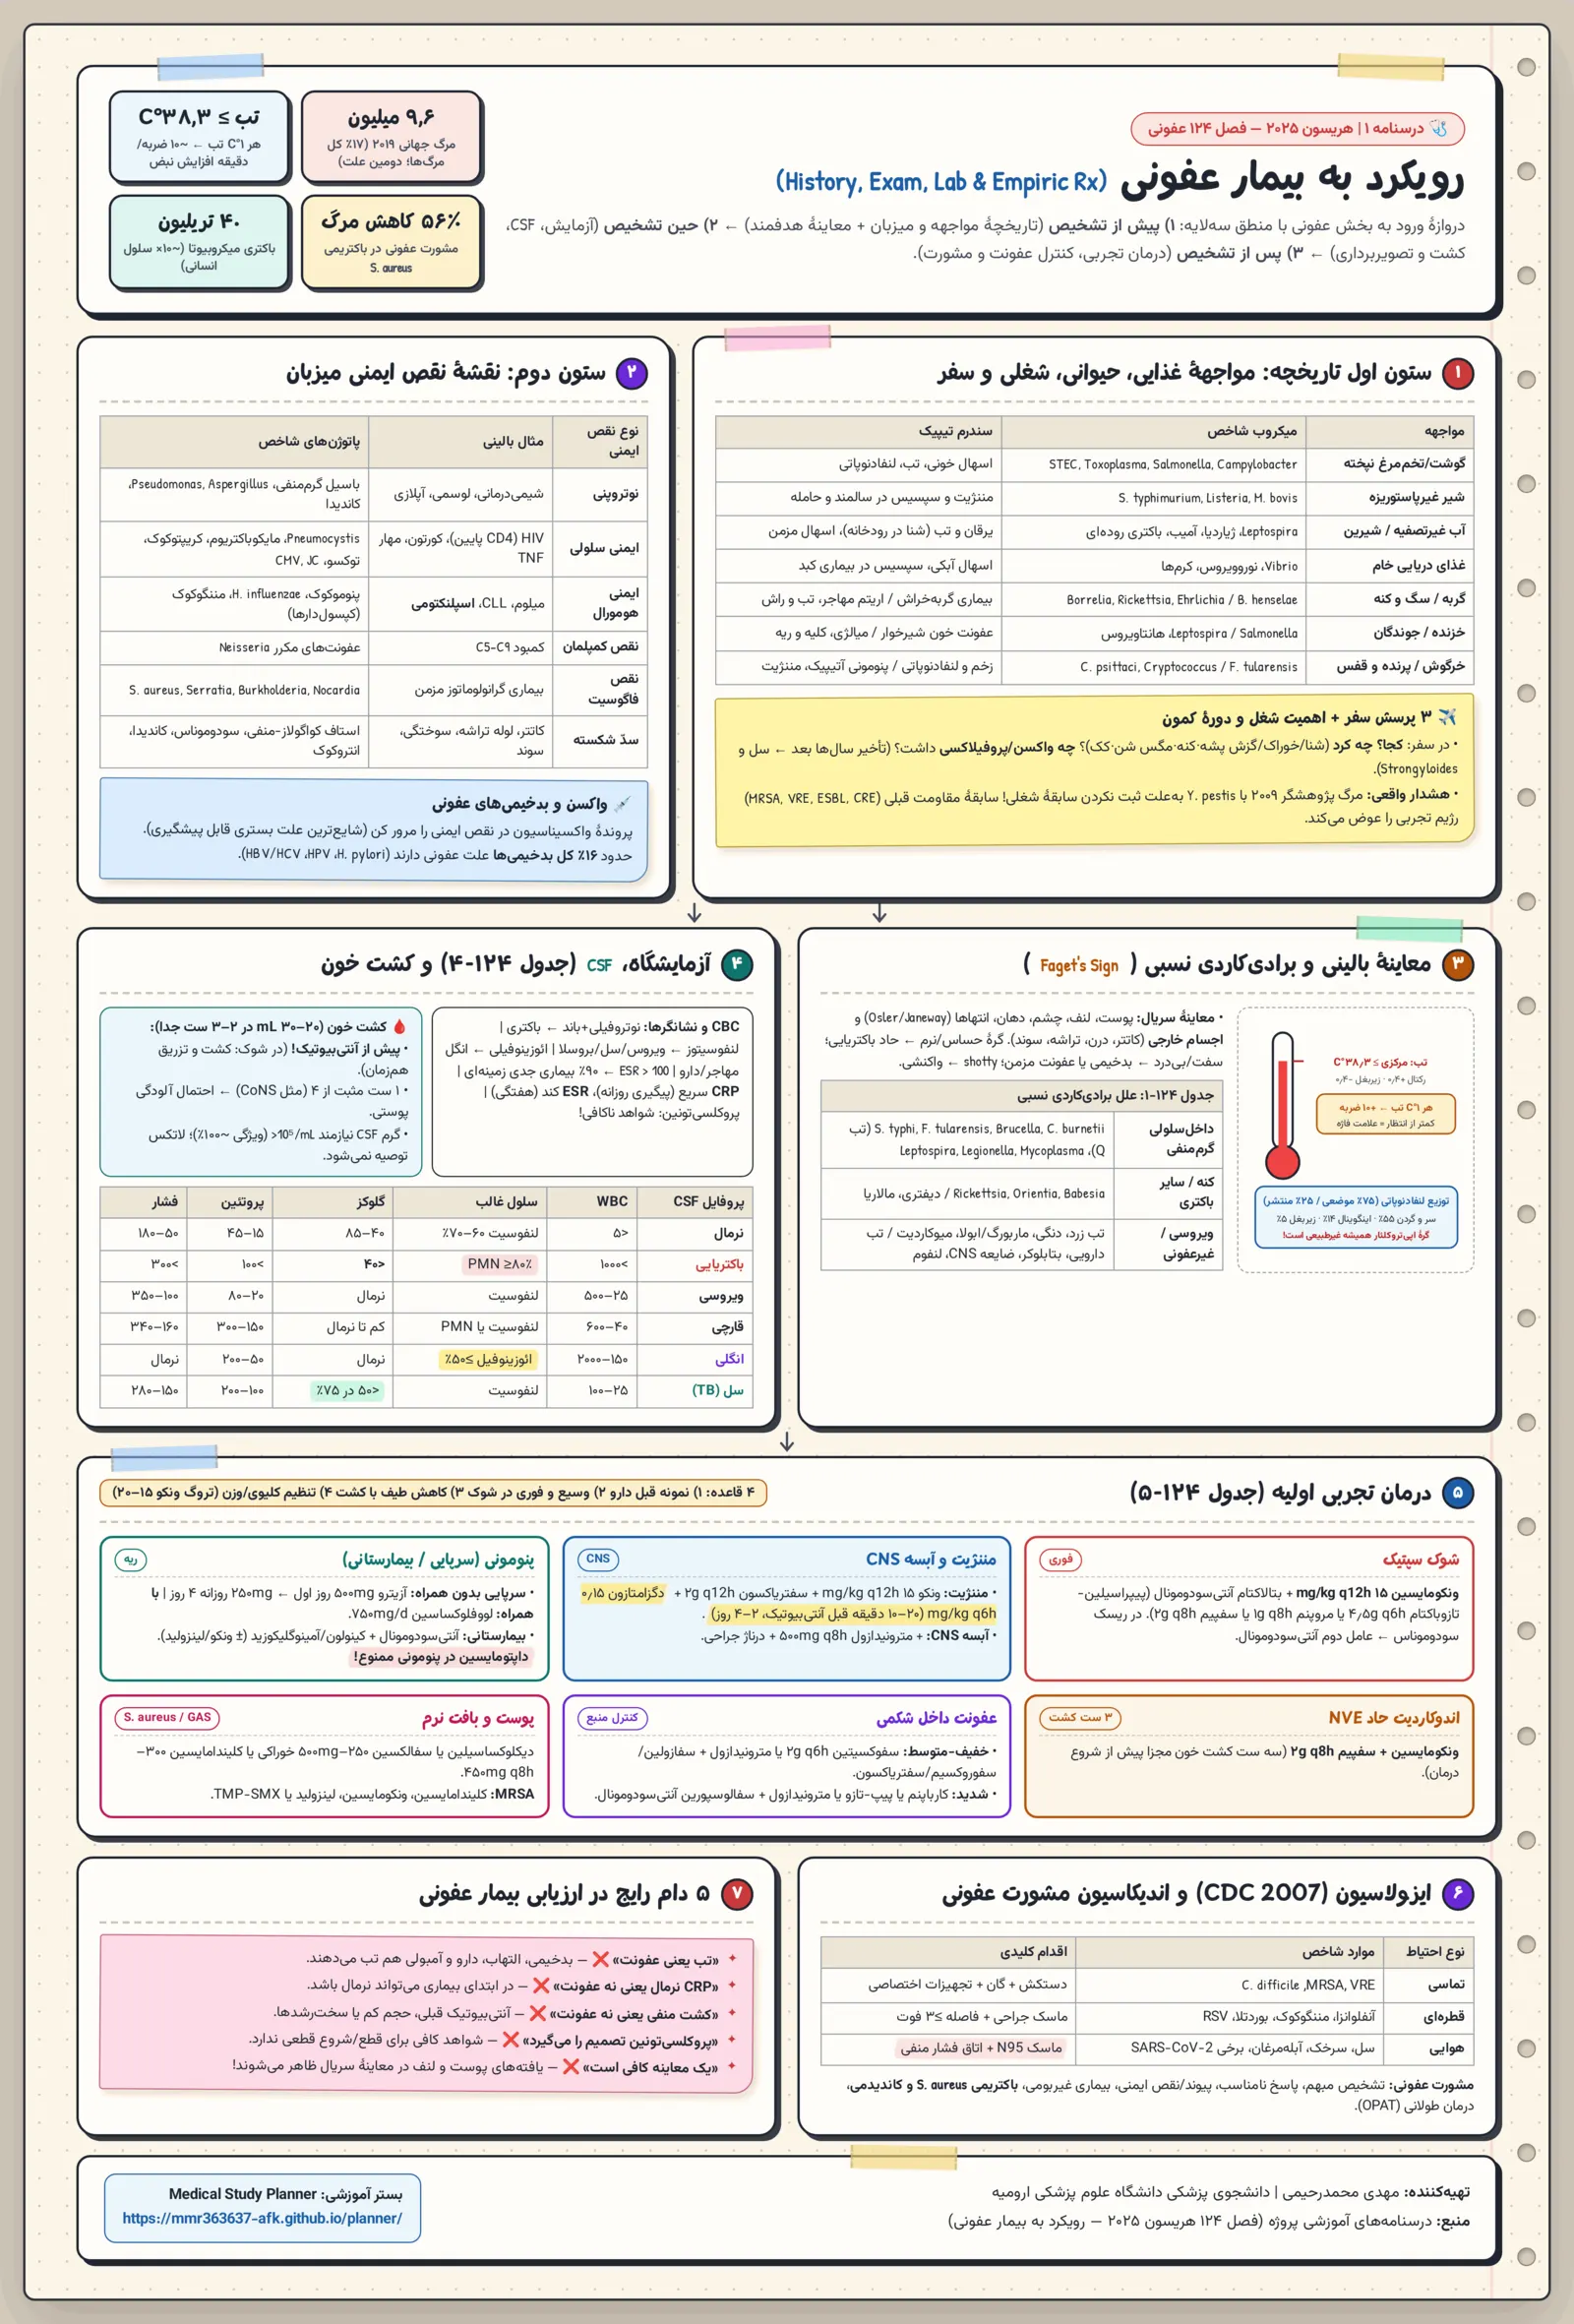 🩺 درسنامه ۱ | هریسون ۲۰۲۵ — فصل ۱۲۴ عفونی
رویکرد به بیمار عفونی (History, Exam, Lab & Empiric Rx)
دروازهٔ ورود به بخش عفونی با منطق سه‌لایه: ۱) پیش از تشخیص (تاریخچهٔ مواجهه و میزبان + معاینهٔ هدفمند) ← ۲) حین تشخیص (آزمایش، CSF،
کشت و تصویربرداری) ← ۳) پس از تشخیص (درمان تجربی، کنترل عفونت و مشورت).
۹٫۶ میلیون
مرگ جهانی ۲۰۱۹ (۱۷٪ کل
مرگ‌ها؛ دومین علت)
تب ≥ ۳۸٫۳°C
هر ۱°C تب ← ~۱۰ ضربه/
دقیقه افزایش نبض
۵۶٪ کاهش مرگ
مشورت عفونی در باکتریمی
S. aureus
۴۰ تریلیون
باکتری میکروبیوتا (~۱۰× سلول
انسانی)
۱ ستون اول تاریخچه: مواجههٔ غذایی، حیوانی، شغلی و سفر
مواجهه | میکروب شاخص | سندرم تیپیک
گوشت/تخم‌مرغ نپخته | STEC, Toxoplasma, Salmonella, Campylobacter | اسهال خونی، تب، لنفادنوپاتی
شیر غیرپاستوریزه | S. typhimurium, Listeria, M. bovis | مننژیت و سپسیس در سالمند و حامله
آب غیرتصفیه / شیرین | Leptospira، ژیاردیا، آمیب، باکتری روده‌ای | یرقان و تب (شنا در رودخانه)، اسهال مزمن
غذای دریایی خام | Vibrio، نوروویروس، کرم‌ها | اسهال آبکی، سپسیس در بیماری کبد
گربه / سگ و کنه | Borrelia, Rickettsia, Ehrlichia / B. henselae | بیماری گربه‌خراش / اریتم مهاجر، تب و راش
خزنده / جوندگان | Leptospira / Salmonella، هانتاویروس | عفونت خون شیرخوار / میالژی، کلیه و ریه
خرگوش / پرنده و قفس | C. psittaci, Cryptococcus / F. tularensis | زخم و لنفادنوپاتی / پنومونی آتیپیک، مننژیت
✈️ ۳ پرسش سفر + اهمیت شغل و دورهٔ کمون
• در سفر: کجا؟ چه کرد (شنا/خوراک/گزش پشه·کنه·مگس شن·کک)؟ چه واکسن/پروفیلاکسی داشت؟ (تأخیر سال‌ها بعد ← سل و
Strongyloides).
• هشدار واقعی: مرگ پژوهشگر ۲۰۰۹ با Y. pestis به‌علت ثبت نکردن سابقهٔ شغلی! سابقهٔ مقاومت قبلی (MRSA, VRE, ESBL, CRE)
رژیم تجربی را عوض می‌کند.
۲ ستون دوم: نقشهٔ نقص ایمنی میزبان
نوع نقص
ایمنی | مثال بالینی | پاتوژن‌های شاخص
نوتروپنی | شیمی‌درمانی، لوسمی، آپلازی | باسیل گرم‌منفی، Pseudomonas, Aspergillus،
کاندیدا
ایمنی سلولی | HIV (CD4 پایین)، کورتون، مهار
TNF | Pneumocystis، مایکوباکتریوم، کریپتوکوک،
توکسو، CMV, JC
ایمنی
هومورال | میلوم، CLL، اسپلنکتومی | پنوموکوک، H. influenzae، مننگوکوک
(کپسول‌دارها)
نقص کمپلمان | کمبود C5-C9 | عفونت‌های مکرر Neisseria
نقص
فاگوسیت | بیماری گرانولوماتوز مزمن | S. aureus, Serratia, Burkholderia, Nocardia
سدّ شکسته | کاتتر، لوله تراشه، سوختگی،
سوند | استاف کواگولاز-منفی، سودوموناس، کاندیدا،
انتروکوک
💉 واکسن و بدخیمی‌های عفونی
پروندهٔ واکسیناسیون در نقص ایمنی را مرور کن (شایع‌ترین علت بستری قابل پیشگیری).
حدود ۱۶٪ کل بدخیمی‌ها علت عفونی دارند (HBV/HCV ،HPV ،H. pylori).
↓ ↓
۳ معاینهٔ بالینی و برادی‌کاردی نسبی ( Faget's Sign )
تب: مرکزی ≥ ۳۸٫۳°C
رکتال +۰٫۴ · زیربغل -۰٫۴
هر ۱°C تب ← +۱۰ ضربه
کمتر از انتظار = علامت فاژه
توزیع لنفادنوپاتی (۷۵٪ موضعی / ۲۵٪ منتشر)
سر و گردن ۵۵٪ · اینگوینال ۱۴٪ · زیربغل ۵٪
گرهٔ اپی‌تروکلئار همیشه غیرطبیعی است!
• معاینهٔ سریال: پوست، لنف، چشم، دهان، انتهاها (Osler/Janeway) و
اجسام خارجی (کاتتر، درن، تراشه، سوند). گرهٔ حساس/نرم ← حاد باکتریایی؛
سفت/بی‌درد ← بدخیمی یا عفونت مزمن؛ shotty ← واکنشی.
جدول ۱۲۴-۱: علل برادی‌کاردی نسبی
داخل‌سلولی
گرم‌منفی | S. typhi, F. tularensis, Brucella, C. burnetii (تب
Q)، Leptospira, Legionella, Mycoplasma
کنه / سایر
باکتری | Rickettsia, Orientia, Babesia / دیفتری، مالاریا
ویروسی /
غیرعفونی | تب زرد، دنگی، ماربورگ/ابولا، میوکاردیت / تب
دارویی، بتابلوکر، ضایعه CNS، لنفوم
۴ آزمایشگاه، CSF (جدول ۱۲۴-۴) و کشت خون
CBC و نشانگرها: نوتروفیلی+باند ← باکتری |
لنفوسیتوز ← ویروس/سل/بروسلا | ائوزینوفیلی ← انگل
مهاجر/دارو | ESR > 100 ← ۹۰٪ بیماری جدی زمینه‌ای |
CRP سریع (پیگیری روزانه)، ESR کند (هفتگی) |
پروکلسی‌تونین: شواهد ناکافی!
🩸 کشت خون (۲۰–۳۰ mL در ۲–۳ ست جدا):
• پیش از آنتی‌بیوتیک! (در شوک: کشت و تزریق
هم‌زمان).
• ۱ ست مثبت از ۴ (مثل CoNS) ← احتمال آلودگی
پوستی.
• گرم CSF نیازمند >10⁵/mL (ویژگی ~۱۰۰٪)؛ لاتکس
توصیه نمی‌شود.
پروفایل CSF | WBC | سلول غالب | گلوکز | پروتئین | فشار
نرمال | <۵ | لنفوسیت ۶۰–۷۰٪ | ۴۰–۸۵ | ۱۵–۴۵ | ۵۰–۱۸۰
باکتریایی | >۱۰۰۰ | PMN ≥۸۰٪ | <۴۰ | >۱۰۰ | >۳۰۰
ویروسی | ۲۵–۵۰۰ | لنفوسیت | نرمال | ۲۰–۸۰ | ۱۰۰–۳۵۰
قارچی | ۴۰–۶۰۰ | لنفوسیت یا PMN | کم تا نرمال | ۱۵۰–۳۰۰ | ۱۶۰–۳۴۰
انگلی | ۱۵۰–۲۰۰۰ | ائوزینوفیل ≥۵۰٪ | نرمال | ۵۰–۲۰۰ | نرمال
سل (TB) | ۲۵–۱۰۰ | لنفوسیت | <۵۰ در ۷۵٪ | ۱۰۰–۲۰۰ | ۱۵۰–۲۸۰
↓
۵ درمان تجربی اولیه (جدول ۱۲۴-۵)
۴ قاعده: ۱) نمونه قبل دارو ۲) وسیع و فوری در شوک ۳) کاهش طیف با کشت ۴) تنظیم کلیوی/وزن (تروگ ونکو ۱۵–۲۰)
شوک سپتیک
فوری
ونکومایسین ۱۵ mg/kg q12h + بتالاکتام آنتی‌سودومونال (پیپراسیلین-
تازوباکتام ۴٫۵g q6h یا مروپنم ۱g q8h یا سفپیم ۲g q8h). در ریسک
سودوموناس ← عامل دوم آنتی‌سودومونال.
مننژیت و آبسه CNS
CNS
• مننژیت: ونکو ۱۵ mg/kg q12h + سفتریاکسون ۲g q12h + دگزامتازون ۰٫۱۵
mg/kg q6h (۱۰–۲۰ دقیقه قبل آنتی‌بیوتیک، ۲–۴ روز) .
• آبسه CNS: + مترونیدازول ۵۰۰mg q8h + درناژ جراحی.
پنومونی (سرپایی / بیمارستانی)
ریه
• سرپایی بدون همراه: آزیترو ۵۰۰mg روز اول ← ۲۵۰mg روزانه ۴ روز | با
همراه: لووفلوکساسین ۷۵۰mg/d.
• بیمارستانی: آنتی‌سودومونال + کینولون/آمینوگلیکوزید (± ونکو/لینزولید).
داپتومایسین در پنومونی ممنوع!
اندوکاردیت حاد NVE
۳ ست کشت
ونکومایسین + سفپیم ۲g q8h (سه ست کشت خون مجزا پیش از شروع
درمان).
عفونت داخل شکمی
کنترل منبع
• خفیف-متوسط: سفوکسیتین ۲g q6h یا مترونیدازول + سفازولین/
سفوروکسیم/سفتریاکسون.
• شدید: کارباپنم یا پیپ-تازو یا مترونیدازول + سفالوسپورین آنتی‌سودومونال.
پوست و بافت نرم
S. aureus / GAS
دیکلوکساسیلین یا سفالکسین ۲۵۰–۵۰۰mg خوراکی یا کلیندامایسین ۳۰۰–
۴۵۰mg q8h.
MRSA: کلیندامایسین، ونکومایسین، لینزولید یا TMP-SMX.
۶ ایزولاسیون (CDC 2007) و اندیکاسیون مشورت عفونی
نوع احتیاط | موارد شاخص | اقدام کلیدی
تماسی | C. difficile ,MRSA, VRE | دستکش + گان + تجهیزات اختصاصی
قطره‌ای | آنفلوانزا، مننگوکوک، بوردتلا، RSV | ماسک جراحی + فاصله ≥۳ فوت
هوایی | سل، سرخک، آبله‌مرغان، برخی SARS-CoV-2 | ماسک N95 + اتاق فشار منفی
مشورت عفونی: تشخیص مبهم، پاسخ نامناسب، پیوند/نقص ایمنی، بیماری غیربومی، باکتریمی S. aureus و کاندیدمی،
درمان طولانی (OPAT).
۷ ۵ دام رایج در ارزیابی بیمار عفونی
✦ «تب یعنی عفونت» ❌ — بدخیمی، التهاب، دارو و آمبولی هم تب می‌دهند.
✦ «CRP نرمال یعنی نه عفونت» ❌ — در ابتدای بیماری می‌تواند نرمال باشد.
✦ «کشت منفی یعنی نه عفونت» ❌ — آنتی‌بیوتیک قبلی، حجم کم یا سخت‌رشدها.
✦ «پروکلسی‌تونین تصمیم را می‌گیرد» ❌ — شواهد کافی برای قطع/شروع قطعی ندارد.
✦ «یک معاینه کافی است» ❌ — یافته‌های پوست و لنف در معاینهٔ سریال ظاهر می‌شوند!
تهیه‌کننده: مهدی محمدرحیمی | دانشجوی پزشکی دانشگاه علوم پزشکی ارومیه
منبع: درسنامه‌های آموزشی پروژه (فصل ۱۲۴ هریسون ۲۰۲۵ — رویکرد به بیمار عفونی)
بستر آموزشی: Medical Study Planner
https://mmr363637-afk.github.io/planner/